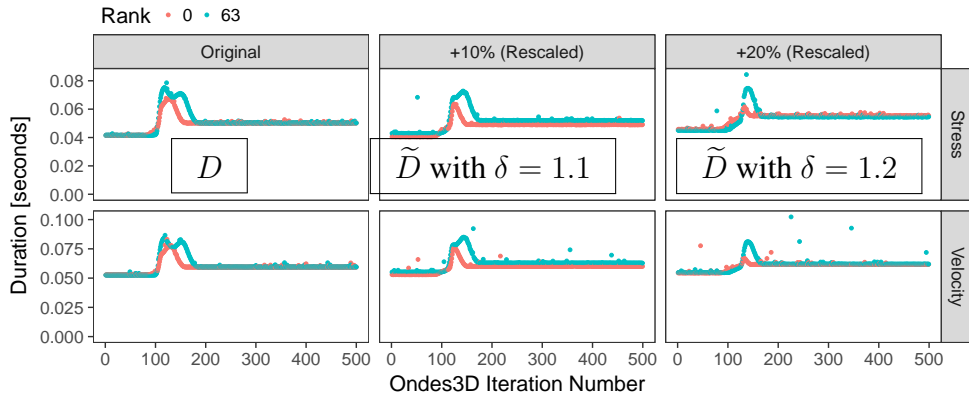 Rank 0 63
Original +10% (Rescaled) +20% (Rescaled)
Duration [seconds]
0.08
0.06
0.04
0.02
0.00
Stress
D
D̃ with δ = 1.1
D̃ with δ = 1.2
0.100
0.075
0.050
0.025
0.000
Velocity
0 100 200 300 400 500 0 100 200 300 400 500 0 100 200 300 400 500
Ondes3D Iteration Number